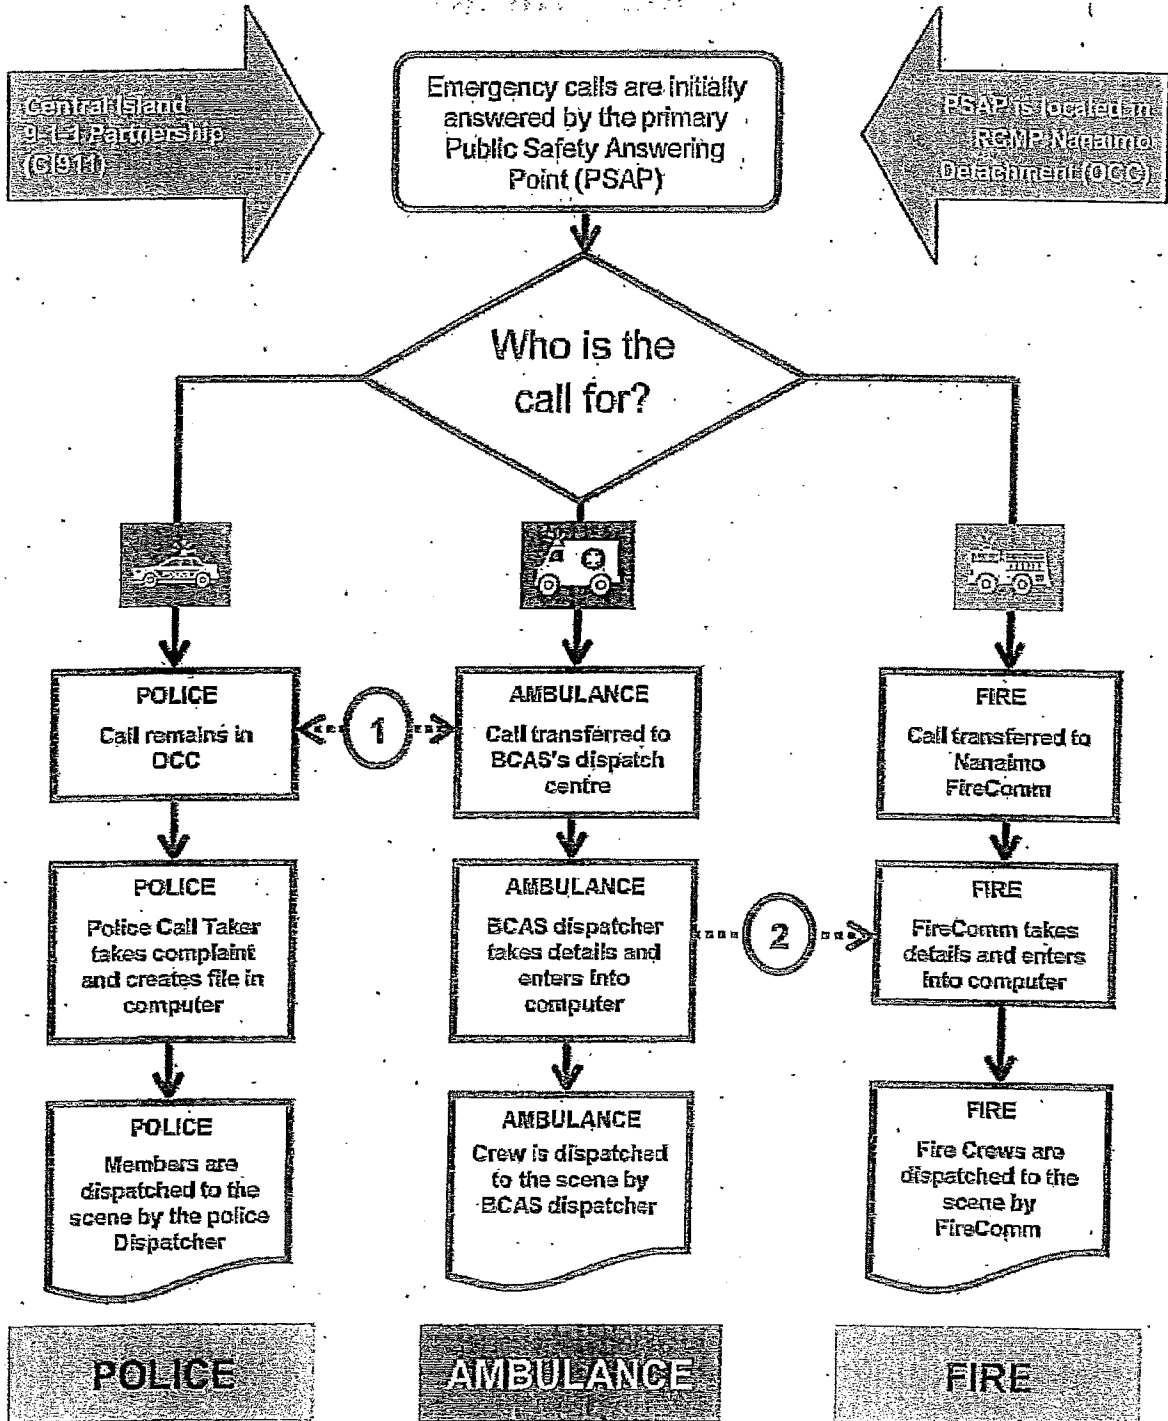 Central Island
9-1-1 Partnership
(CI911)
Emergency calls are initially
answered by the primary
Public Safety Answering
Point (PSAP)
PSAP is located in
RCMP Nanaimo
Detachment (OCC)
Who is the
call for?
POLICE
Call remains in
OCC
1
AMBULANCE
Call transferred to
BCAS's dispatch
centre
FIRE
Call transferred to
Nanaimo
FireComm
POLICE
Police Call Taker
takes complaint
and creates file in
computer
AMBULANCE
BCAS dispatcher
takes details and
enters into
computer
2
FIRE
FireComm takes
details and enters
into computer
POLICE
Members are
dispatched to the
scene by the police
Dispatcher
AMBULANCE
Crew is dispatched
to the scene by
BCAS dispatcher
FIRE
Fire Crews are
dispatched to the
scene by
FireComm
POLICE
AMBULANCE
FIRE